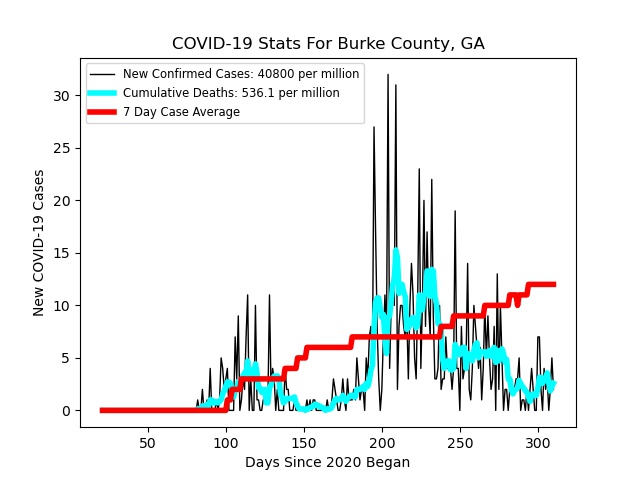 COVID-19 Stats For Burke County, GA
New Confirmed Cases: 40800 per million
Cumulative Deaths: 536.1 per million
7 Day Case Average
New COVID-19 Cases
30
25
20
15
10
5
0
50 100 150 200 250 300
Days Since 2020 Began